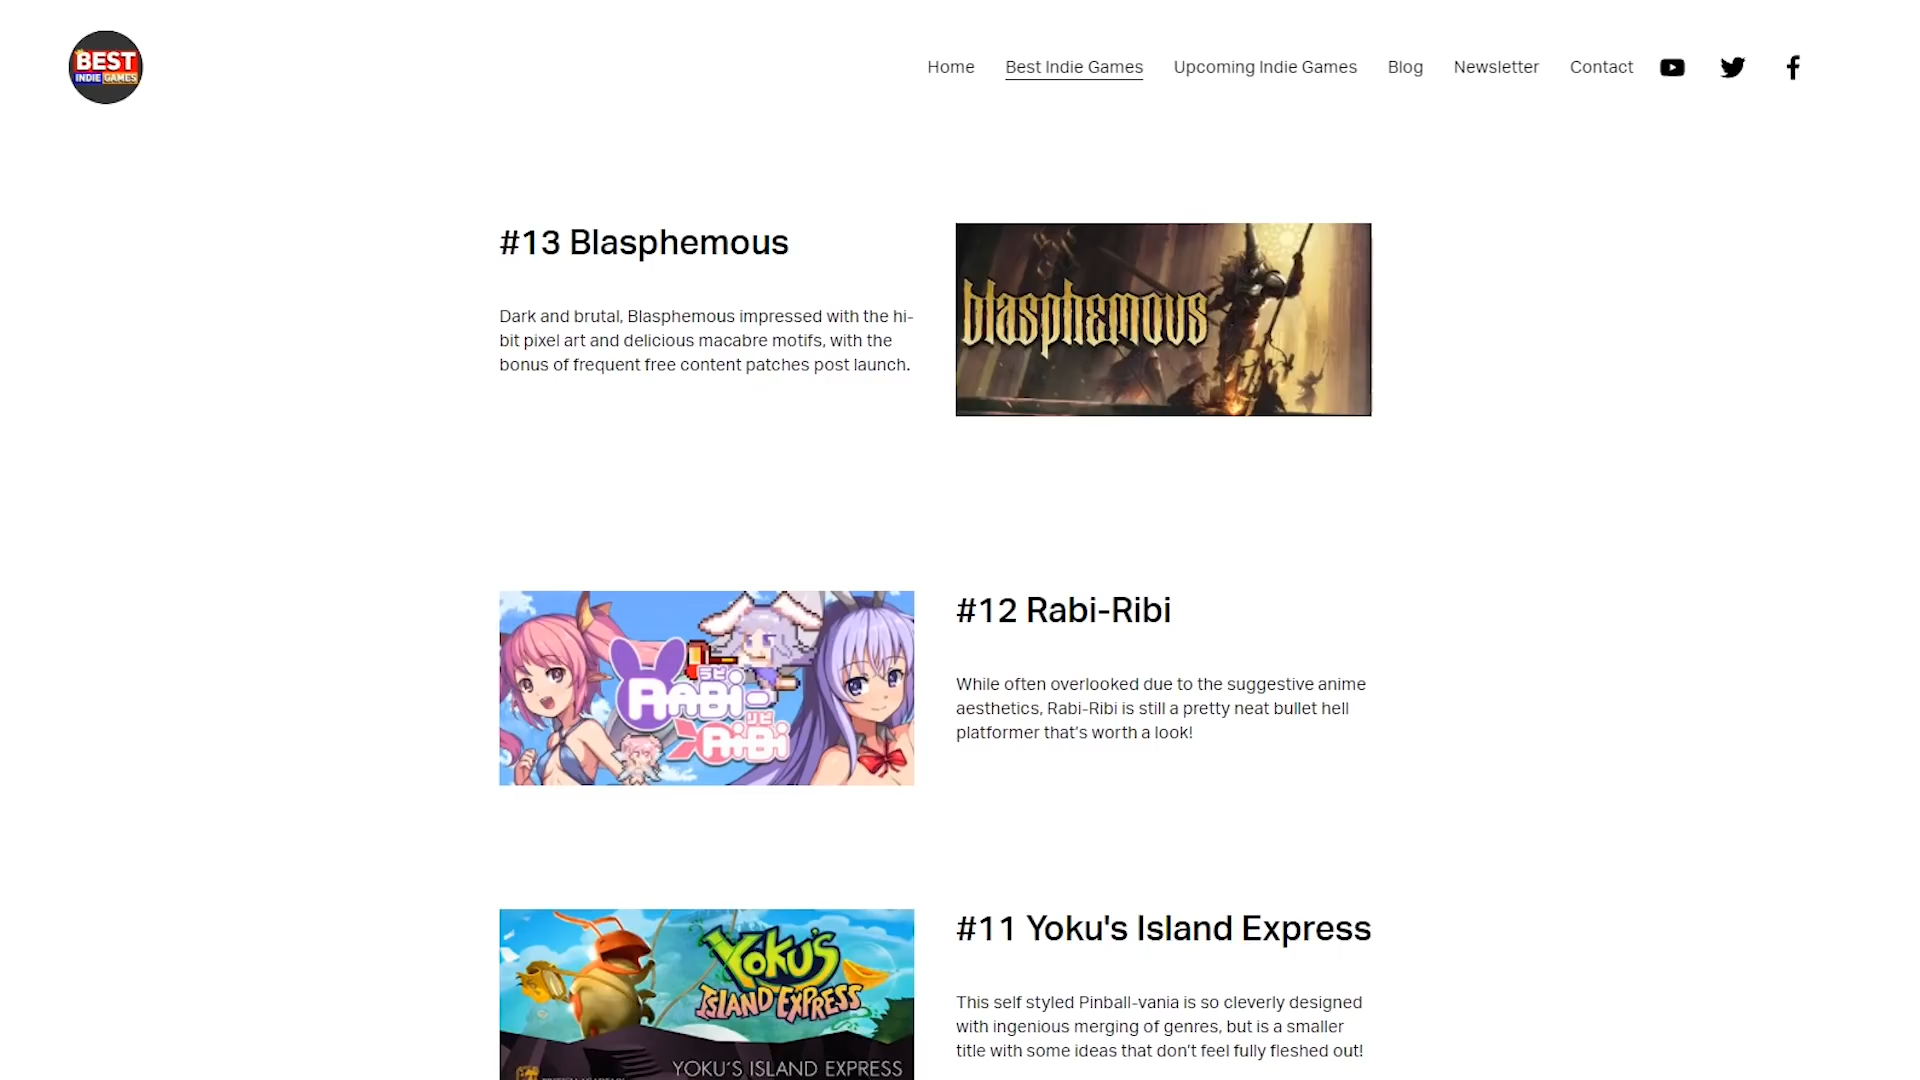 BEST
INDIE GAMES
Home
Best Indie Games
Upcoming Indie Games
Blog
Newsletter
Contact
#13 Blasphemous
Dark and brutal, Blasphemous impressed with the hi-
bit pixel art and delicious macabre motifs, with the
bonus of frequent free content patches post launch.
blasphemous
ラビ
RABi-
リビ
RiBi
#12 Rabi-Ribi
While often overlooked due to the suggestive anime
aesthetics, Rabi-Ribi is still a pretty neat bullet hell
platformer that’s worth a look!
YOKU'S
ISLAND EXPRESS
YOKU'S ISLAND EXPRESS
#11 Yoku's Island Express
This self styled Pinball-vania is so cleverly designed
with ingenious merging of genres, but is a smaller
title with some ideas that don’t feel fully fleshed out!